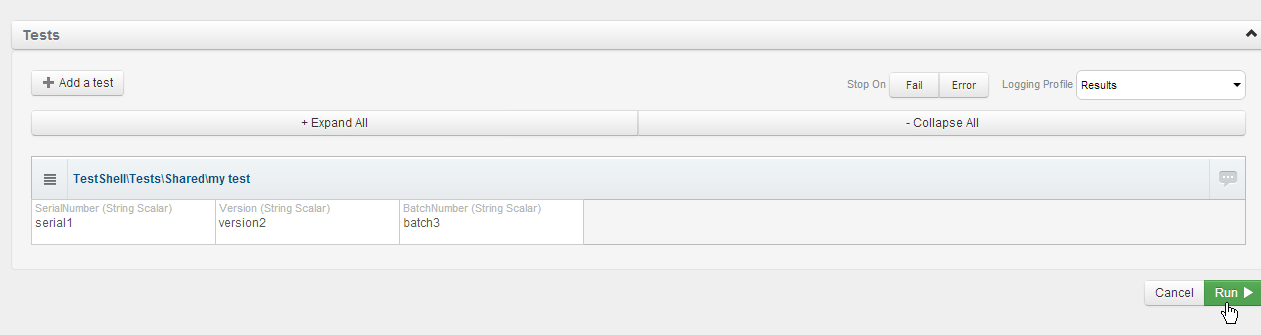 Tests
+ Add a test
Stop On Fail Error Logging Profile Results
+ Expand All - Collapse All
TestShell\Tests\Shared\my test
SerialNumber (String Scalar) Version (String Scalar) BatchNumber (String Scalar)
serial1 version2 batch3
Cancel Run